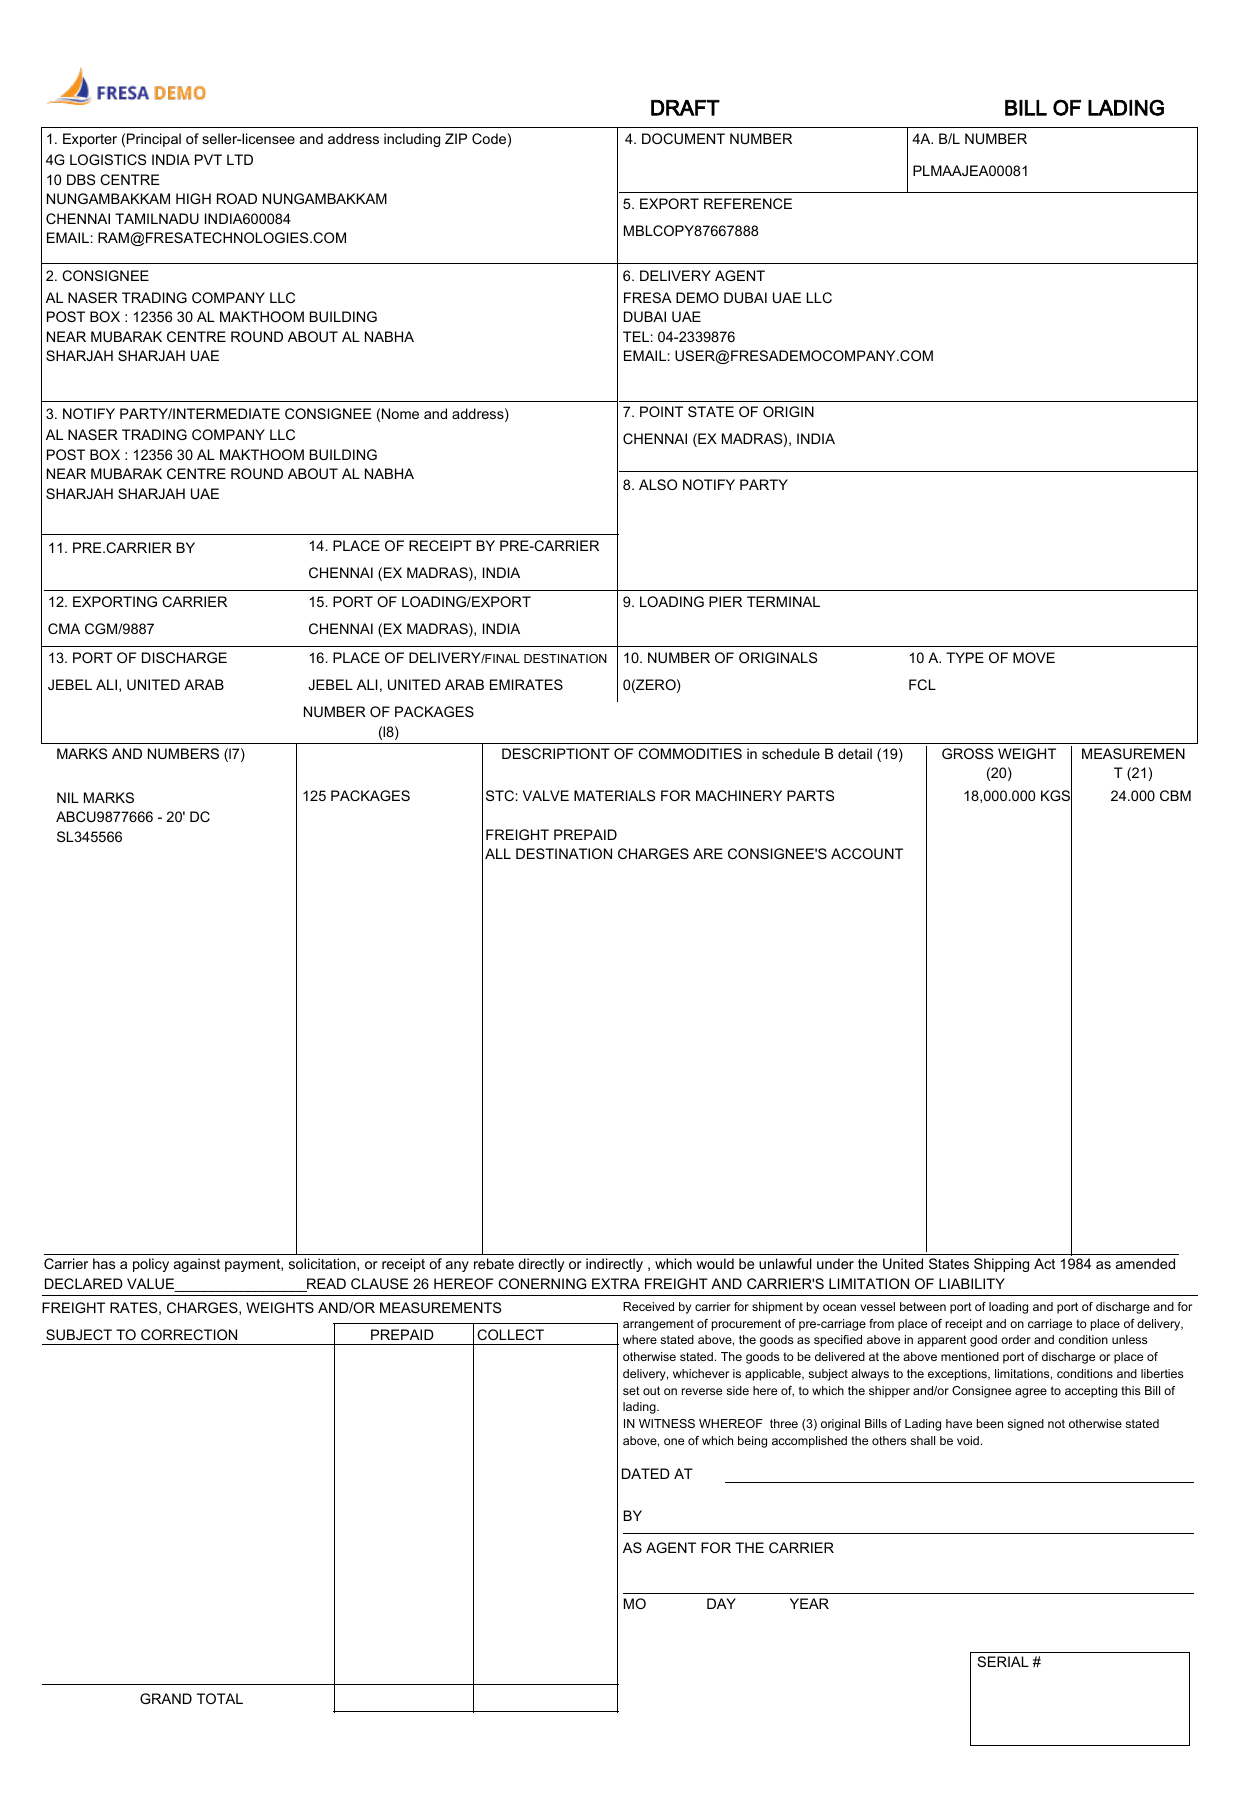 FRESA DEMO
DRAFT
BILL OF LADING
1. Exporter (Principal of seller-licensee and address including ZIP Code)
4G LOGISTICS INDIA PVT LTD
10 DBS CENTRE
NUNGAMBAKKAM HIGH ROAD NUNGAMBAKKAM
CHENNAI TAMILNADU INDIA600084
EMAIL: RAM@FRESATECHNOLOGIES.COM
4. DOCUMENT NUMBER
4A. B/L NUMBER
PLMAAJEA00081
5. EXPORT REFERENCE
MBLCOPY87667888
2. CONSIGNEE
AL NASER TRADING COMPANY LLC
POST BOX : 12356 30 AL MAKTHOOM BUILDING
NEAR MUBARAK CENTRE ROUND ABOUT AL NABHA
SHARJAH SHARJAH UAE
6. DELIVERY AGENT
FRESA DEMO DUBAI UAE LLC
DUBAI UAE
TEL: 04-2339876
EMAIL: USER@FRESADEMOCOMPANY.COM
3. NOTIFY PARTY/INTERMEDIATE CONSIGNEE (Nome and address)
AL NASER TRADING COMPANY LLC
POST BOX : 12356 30 AL MAKTHOOM BUILDING
NEAR MUBARAK CENTRE ROUND ABOUT AL NABHA
SHARJAH SHARJAH UAE
7. POINT STATE OF ORIGIN
CHENNAI (EX MADRAS), INDIA
8. ALSO NOTIFY PARTY
11. PRE.CARRIER BY
14. PLACE OF RECEIPT BY PRE-CARRIER
CHENNAI (EX MADRAS), INDIA
12. EXPORTING CARRIER
CMA CGM/9887
15. PORT OF LOADING/EXPORT
CHENNAI (EX MADRAS), INDIA
9. LOADING PIER TERMINAL
13. PORT OF DISCHARGE
JEBEL ALI, UNITED ARAB
16. PLACE OF DELIVERY/FINAL DESTINATION
JEBEL ALI, UNITED ARAB EMIRATES
10. NUMBER OF ORIGINALS
0(ZERO)
10 A. TYPE OF MOVE
FCL
NUMBER OF PACKAGES
(l8)
MARKS AND NUMBERS (l7)
DESCRIPTIONT OF COMMODITIES in schedule B detail (19)
GROSS WEIGHT
(20)
MEASUREMEN
T (21)
NIL MARKS
ABCU9877666 - 20' DC
SL345566
125 PACKAGES
STC: VALVE MATERIALS FOR MACHINERY PARTS
FREIGHT PREPAID
ALL DESTINATION CHARGES ARE CONSIGNEE'S ACCOUNT
18,000.000 KGS
24.000 CBM
Carrier has a policy against payment, solicitation, or receipt of any rebate directly or indirectly , which would be unlawful under the United States Shipping Act 1984 as amended
DECLARED VALUE________________READ CLAUSE 26 HEREOF CONERNING EXTRA FREIGHT AND CARRIER'S LIMITATION OF LIABILITY
FREIGHT RATES, CHARGES, WEIGHTS AND/OR MEASUREMENTS
SUBJECT TO CORRECTION
PREPAID
COLLECT
GRAND TOTAL
Received by carrier for shipment by ocean vessel between port of loading and port of discharge and for
arrangement of procurement of pre-carriage from place of receipt and on carriage to place of delivery,
where stated above, the goods as specified above in apparent good order and condition unless
otherwise stated. The goods to be delivered at the above mentioned port of discharge or place of
delivery, whichever is applicable, subject always to the exceptions, limitations, conditions and liberties
set out on reverse side here of, to which the shipper and/or Consignee agree to accepting this Bill of
lading.
IN WITNESS WHEREOF three (3) original Bills of Lading have been signed not otherwise stated
above, one of which being accomplished the others shall be void.
DATED AT
BY
AS AGENT FOR THE CARRIER
MO DAY YEAR
SERIAL #